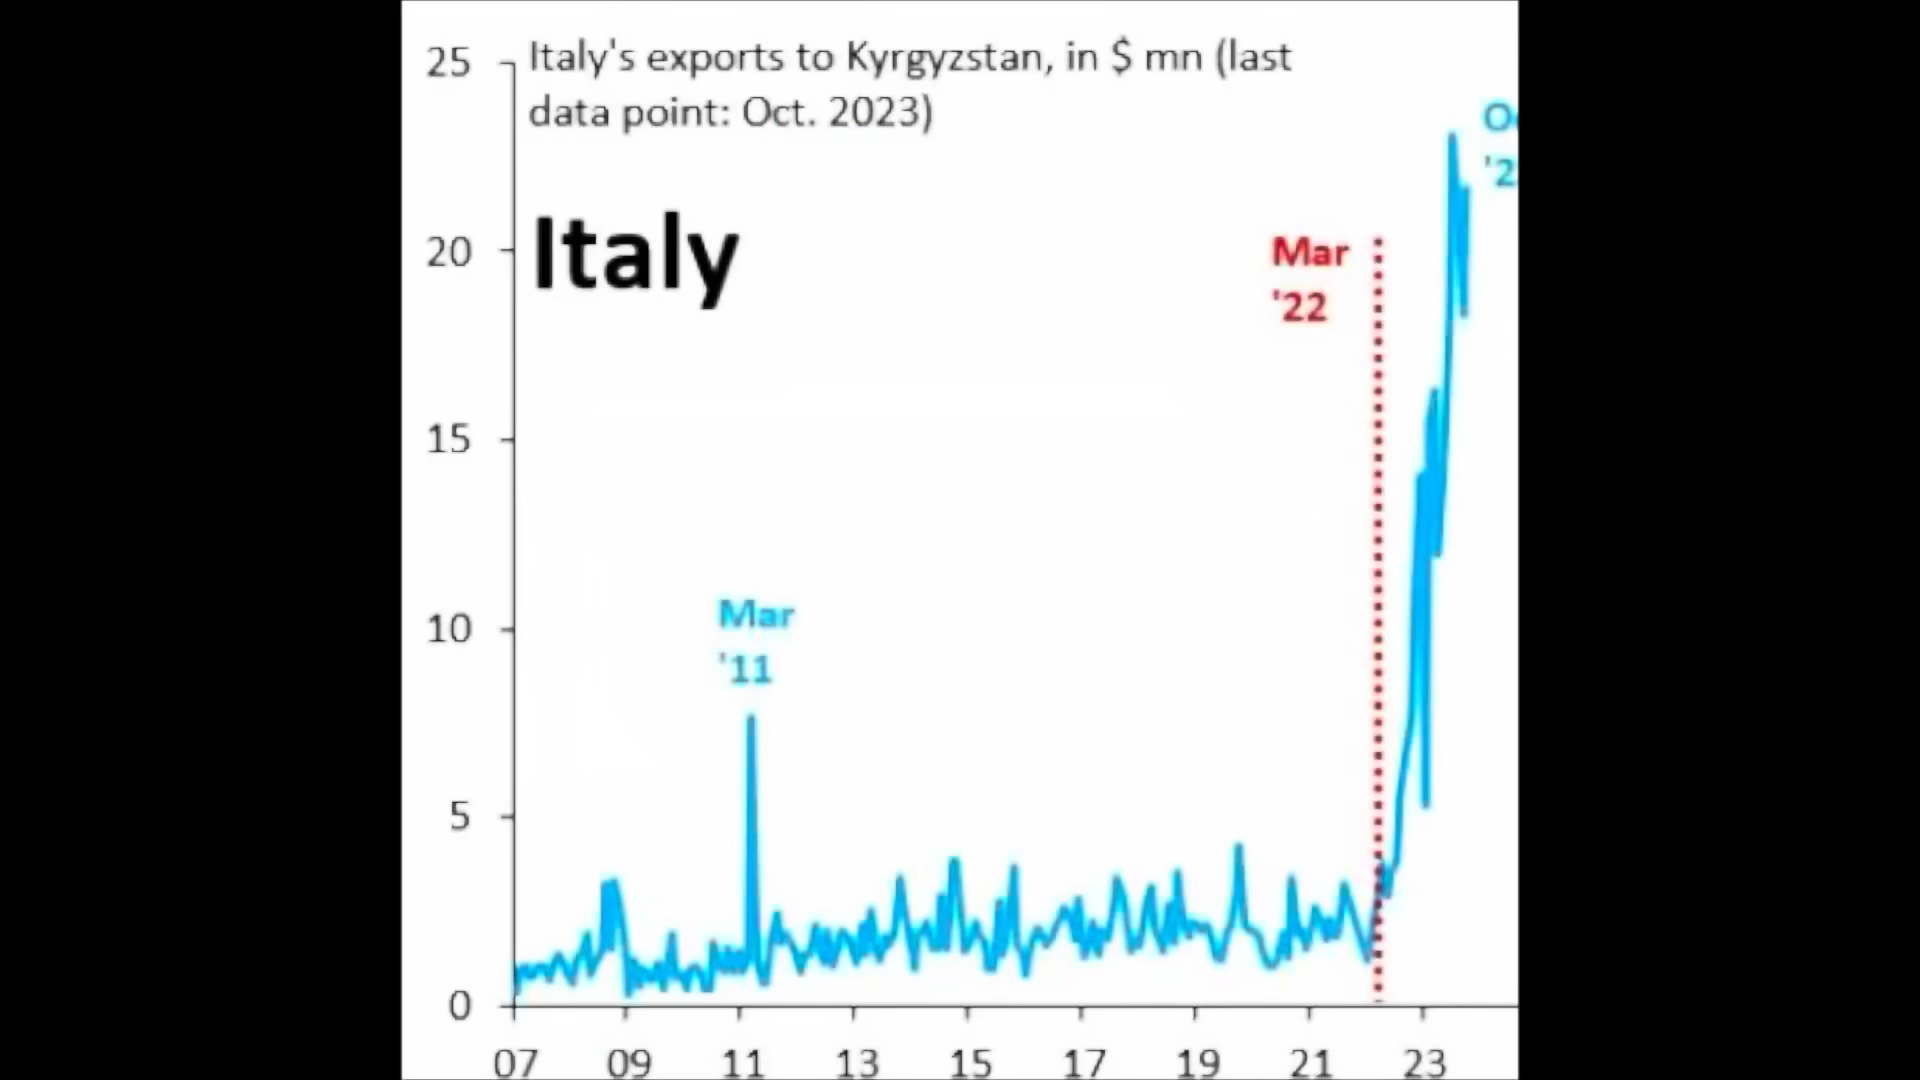 Italy's exports to Kyrgyzstan, in $ mn (last
data point: Oct. 2023)
Italy
25
20
15
10
5
0
Mar
'11
Mar
'22
07 09 11 13 15 17 19 21 23